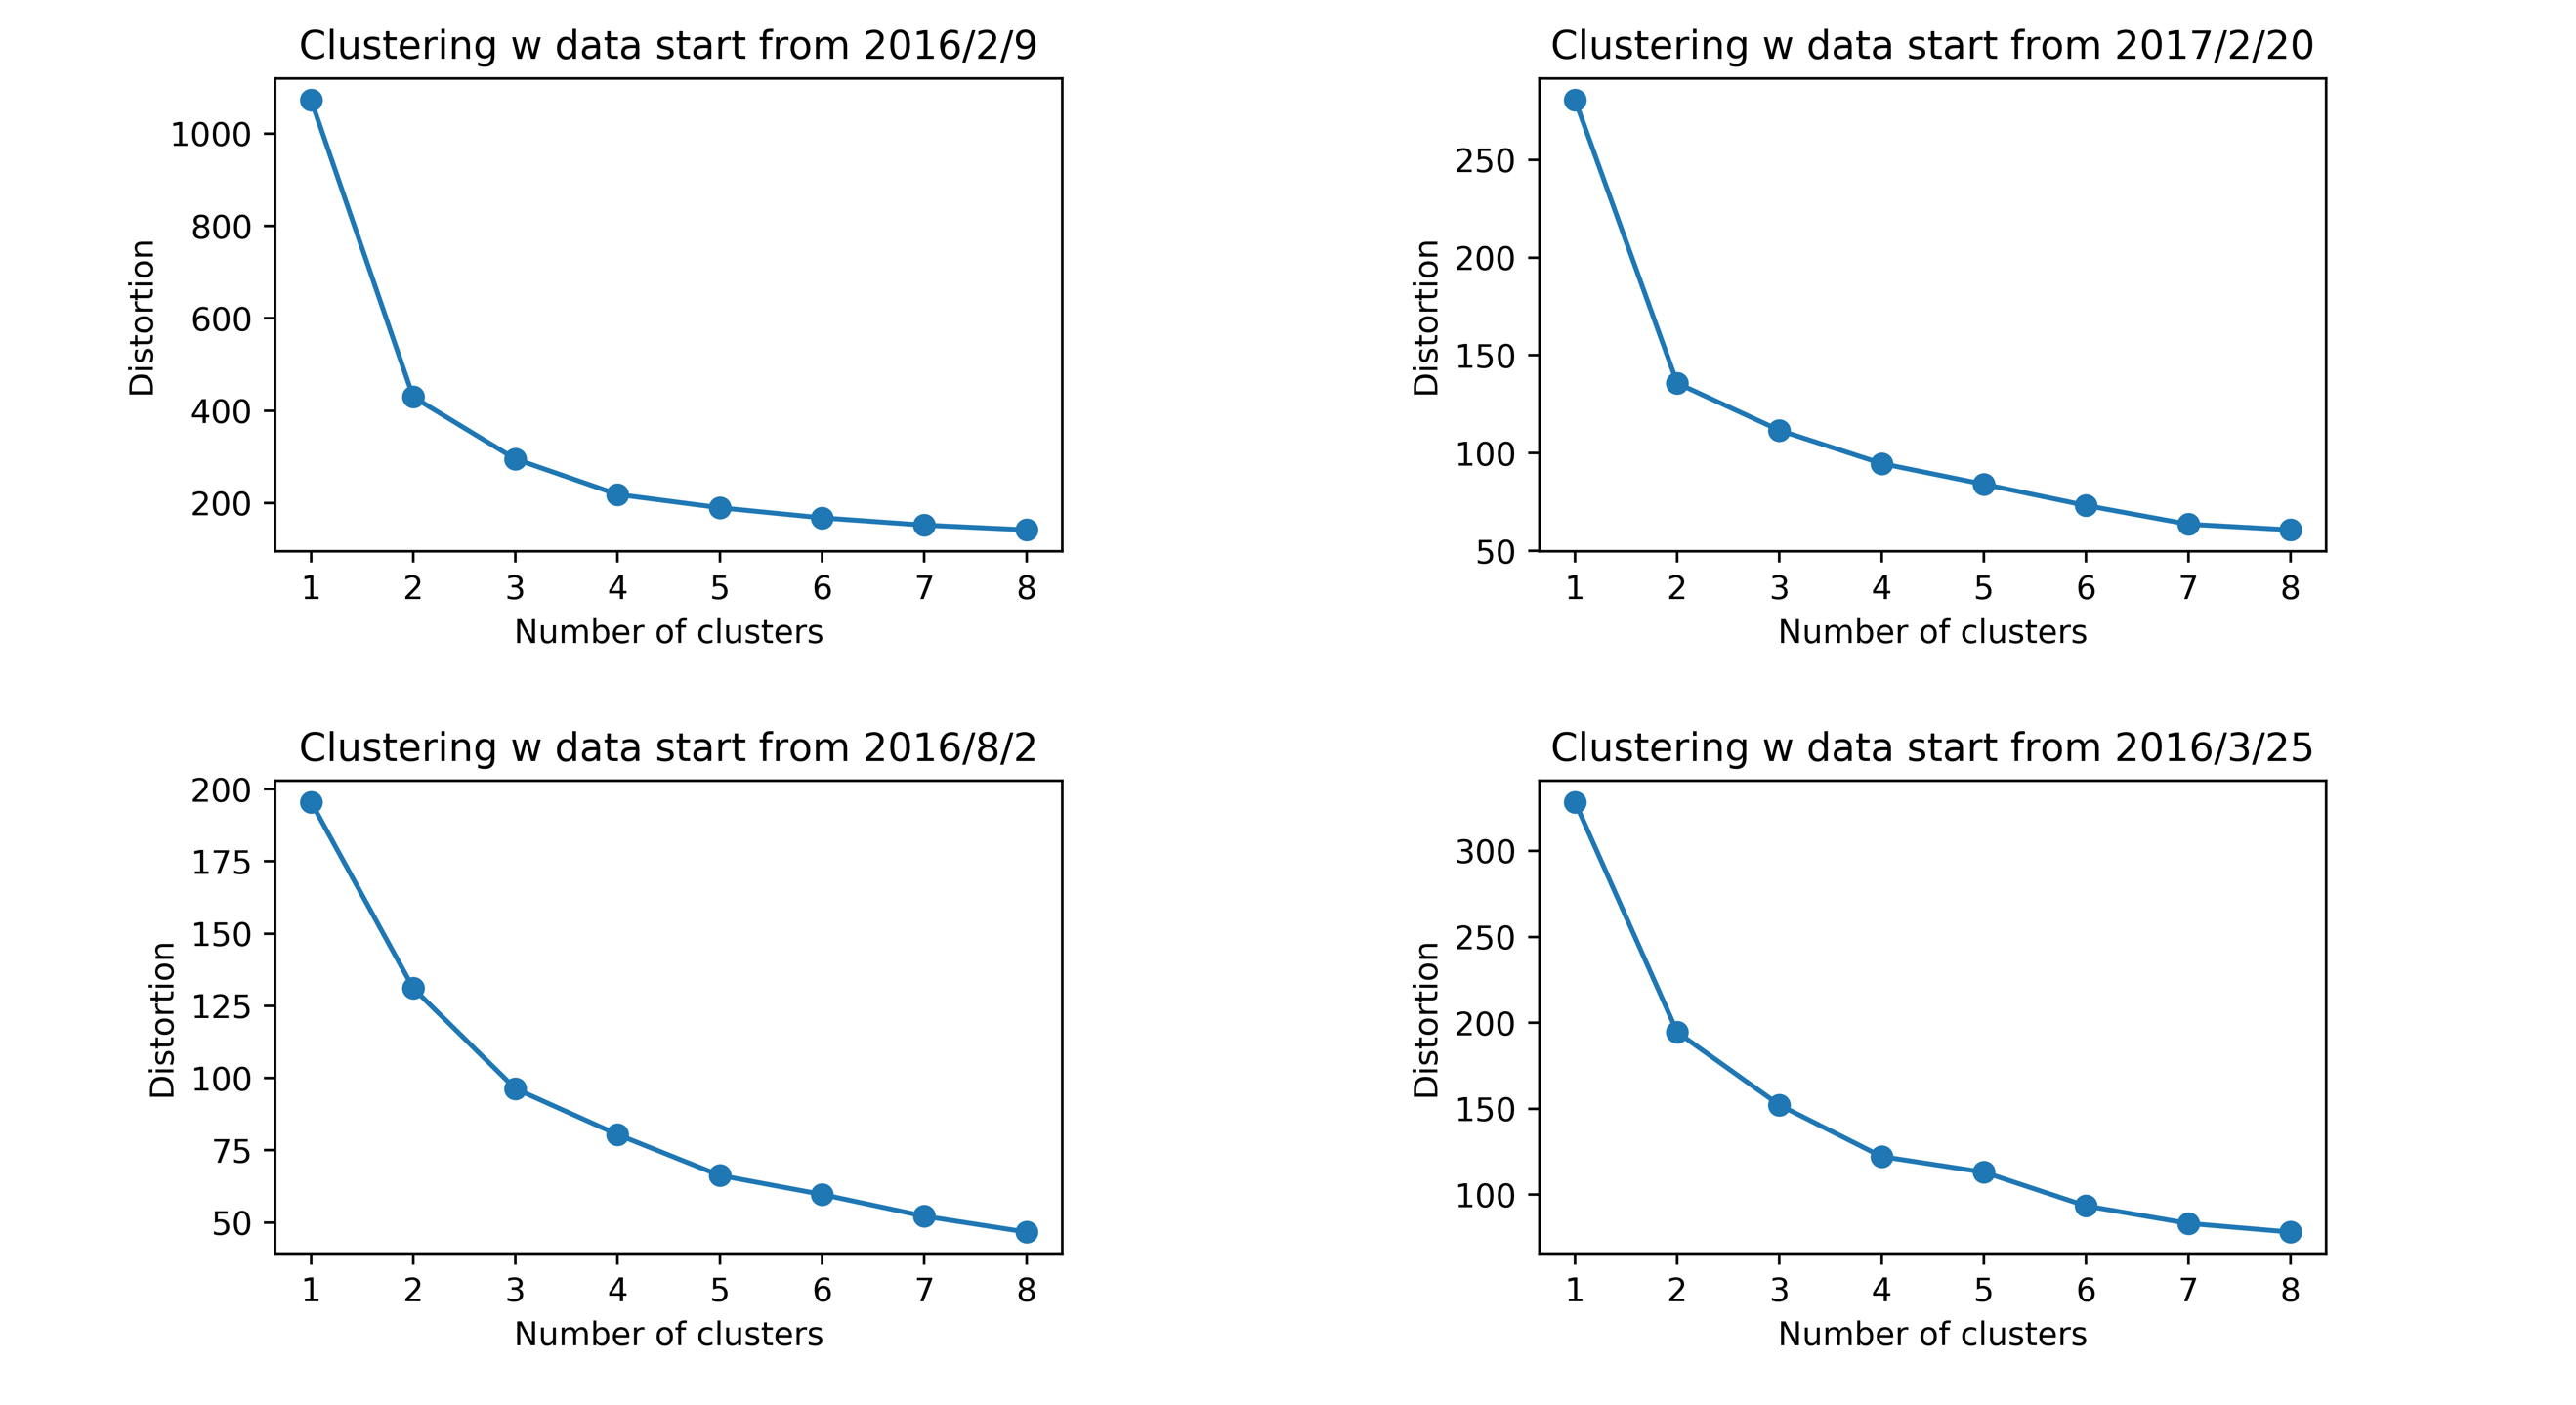 Clustering w data start from 2016/2/9
1000
800
600
400
200
Distortion
1 2 3 4 5 6 7 8
Number of clusters
Clustering w data start from 2017/2/20
250
200
150
100
50
Distortion
1 2 3 4 5 6 7 8
Number of clusters
Clustering w data start from 2016/8/2
200
175
150
125
100
75
50
Distortion
1 2 3 4 5 6 7 8
Number of clusters
Clustering w data start from 2016/3/25
300
250
200
150
100
Distortion
1 2 3 4 5 6 7 8
Number of clusters